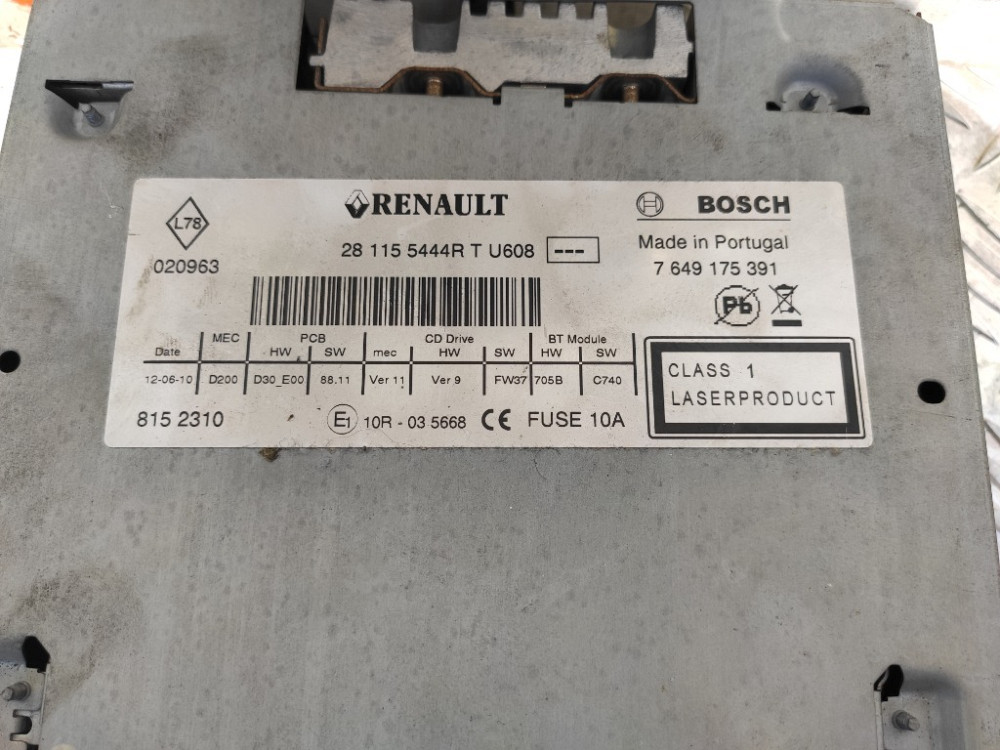 L78
020963
RENAULT
28 115 5444R T U608 ---
BOSCH
Made in Portugal
7 649 175 391
Pb
MEC PCB CD Drive BT Module
Date HW SW mec HW SW HW SW
12-06-10 D200 D30_E00 88.11 Ver 11 Ver 9 FW37 705B C740
815 2310 E1 10R - 03 5668 CE FUSE 10A
CLASS 1
LASERPRODUCT